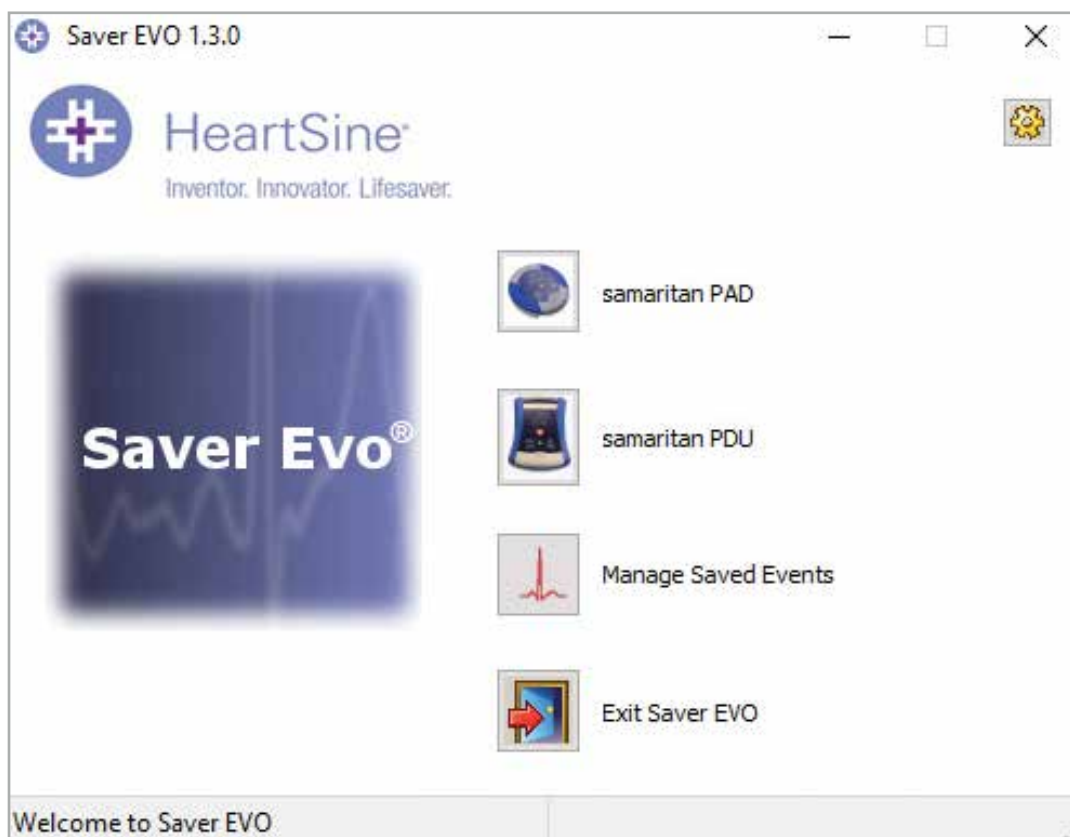 Saver EVO 1.3.0
HeartSine®
Inventor. Innovator. Lifesaver.
samaritan PAD
Saver Evo®
samaritan PDU
Manage Saved Events
Exit Saver EVO
Welcome to Saver EVO